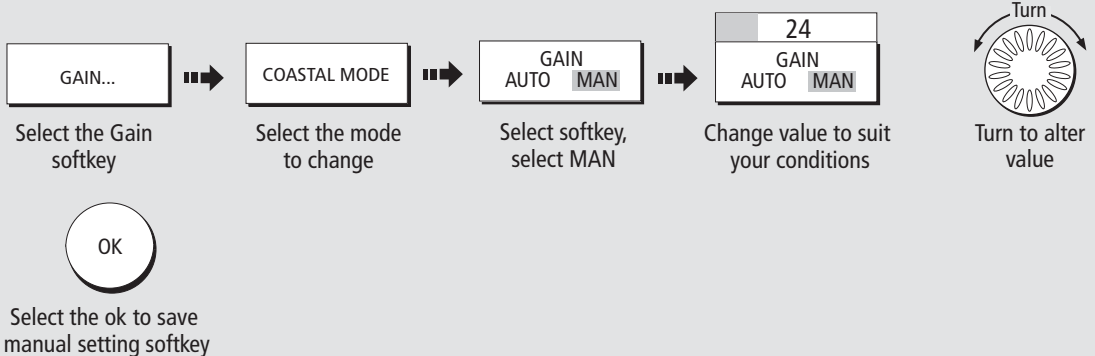 GAIN...
Select the Gain
softkey
COASTAL MODE
Select the mode
to change
GAIN
AUTO MAN
Select softkey,
select MAN
24
GAIN
AUTO MAN
Change value to suit
your conditions
Turn
Turn to alter
value
OK
Select the ok to save
manual setting softkey